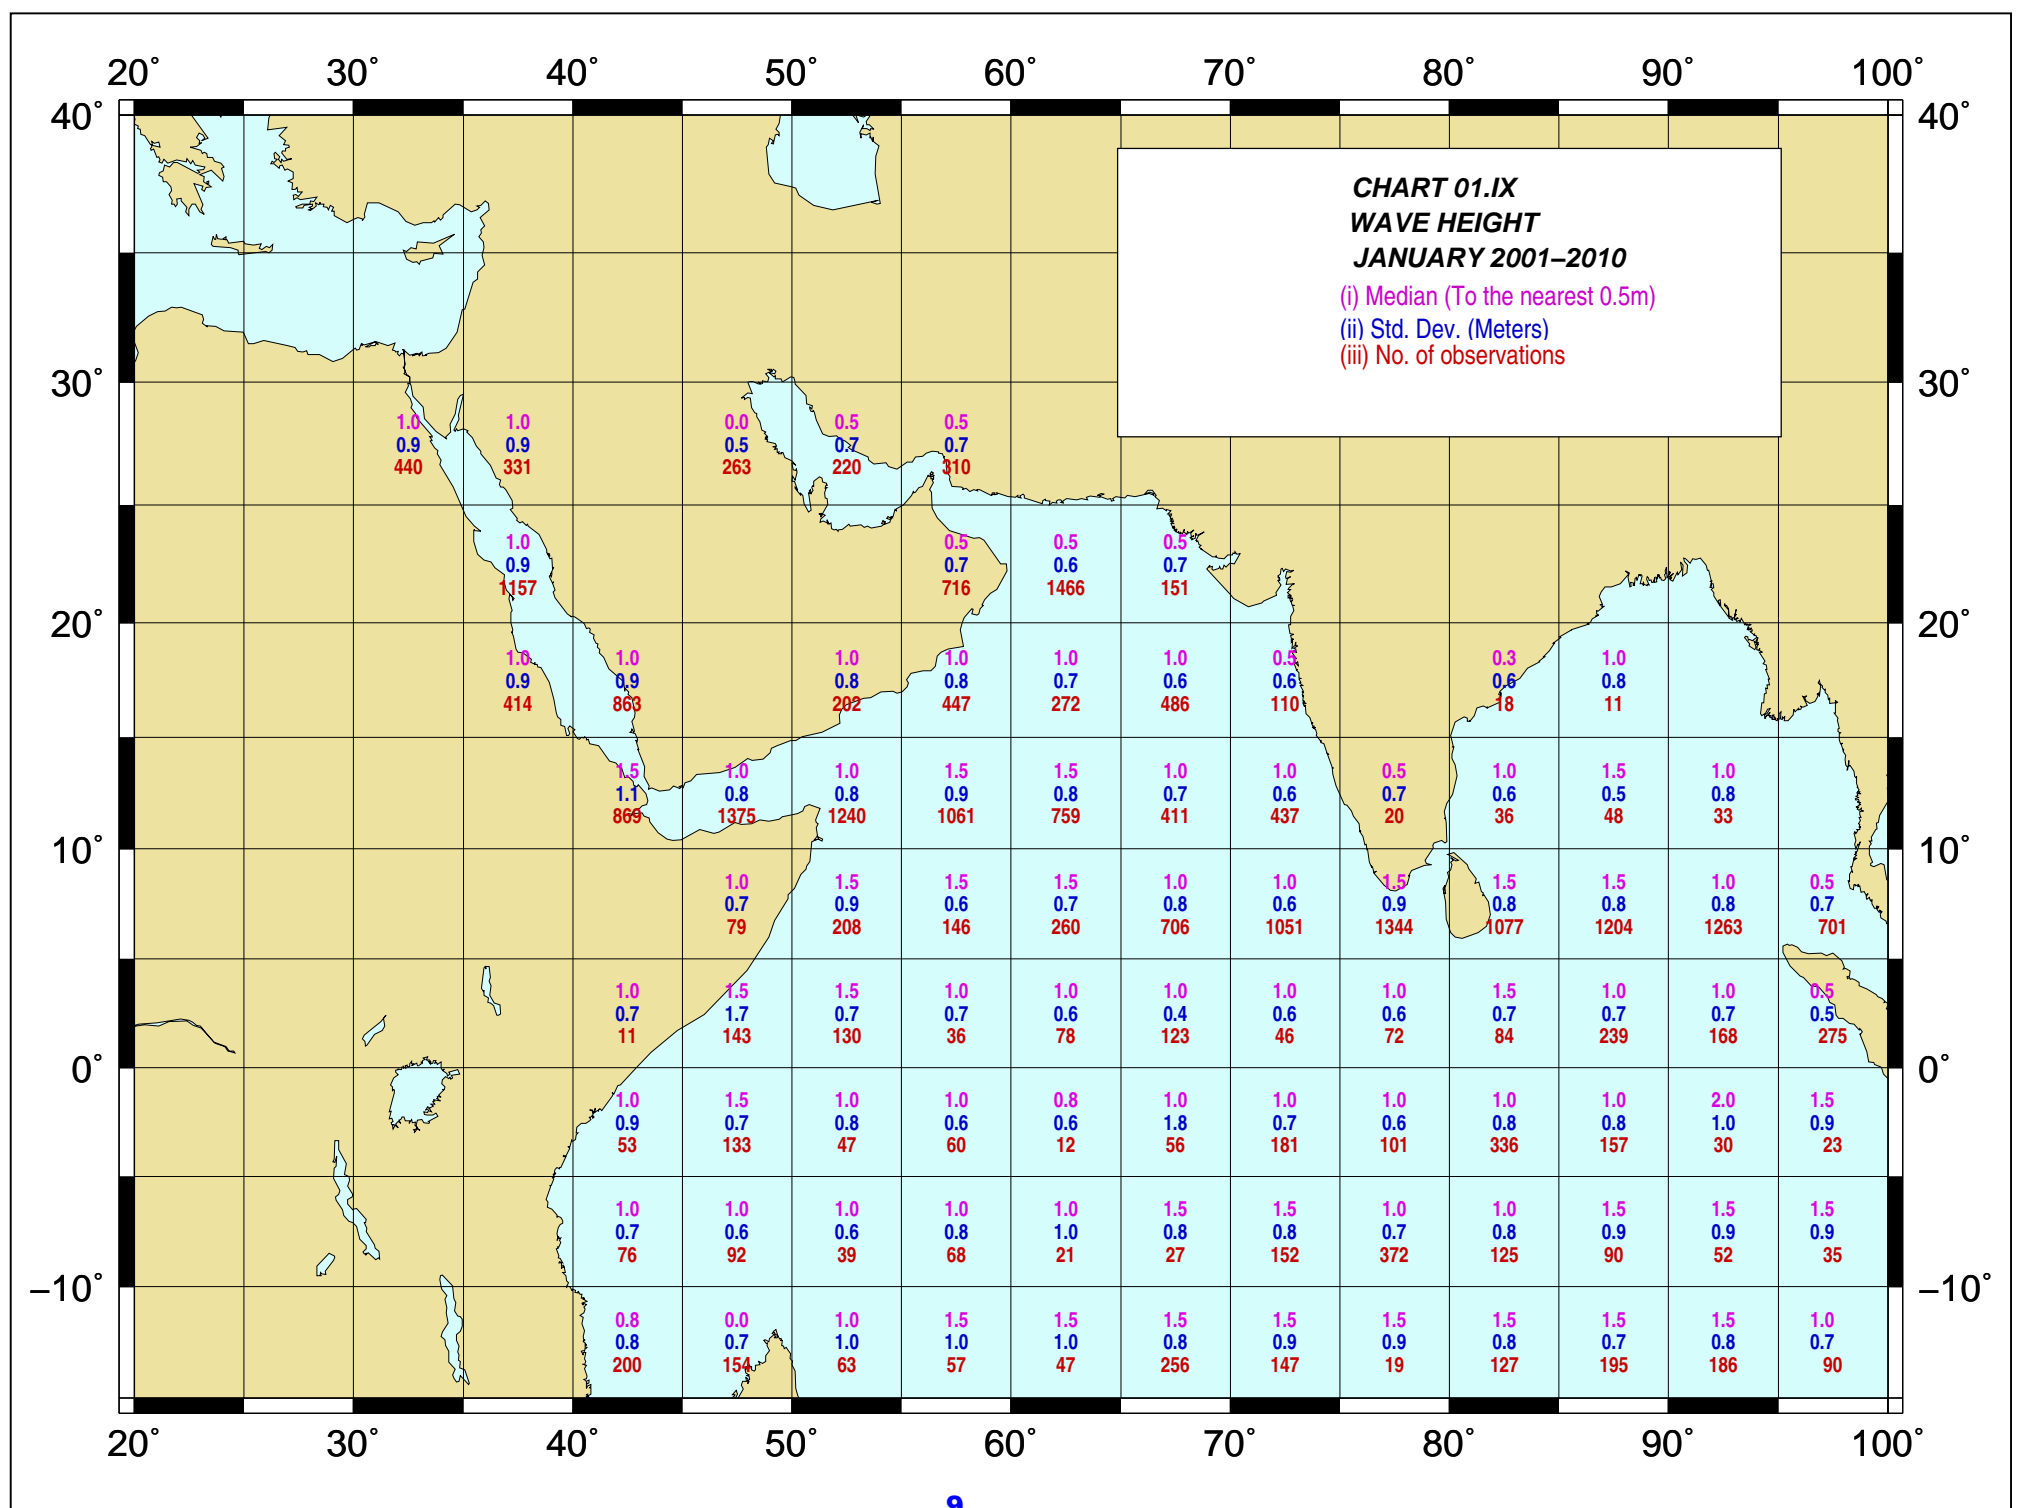 20° 30° 40° 50° 60° 70° 80° 90° 100°
40° 40°
CHART 01.IX
WAVE HEIGHT
JANUARY 2001–2010
(i) Median (To the nearest 0.5m)
(ii) Std. Dev. (Meters)
(iii) No. of observations
30° 30°
1.0 1.0 0.0 0.5 0.5
0.9 0.9 0.5 0.7 0.7
440 331 263 220 310
1.0 0.5 0.5 0.5
0.9 0.7 0.6 0.7
1157 716 1466 151
20° 20°
1.0 1.0 1.0 1.0 1.0 1.0 0.5 0.3 1.0
0.9 0.9 0.8 0.8 0.7 0.6 0.6 0.6 0.8
414 863 202 447 272 486 110 18 11
1.5 1.0 1.0 1.5 1.5 1.0 1.0 0.5 1.0 1.5 1.0
1.1 0.8 0.8 0.9 0.8 0.7 0.6 0.7 0.6 0.5 0.8
869 1375 1240 1061 759 411 437 20 36 48 33
10° 10°
1.0 1.5 1.5 1.5 1.0 1.0 1.5 1.5 1.5 1.0 0.5
0.7 0.9 0.6 0.7 0.8 0.6 0.9 0.8 0.8 0.8 0.7
79 208 146 260 706 1051 1344 1077 1204 1263 701
1.0 1.5 1.5 1.0 1.0 1.0 1.0 1.0 1.5 1.0 1.0 0.5
0.7 1.7 0.7 0.7 0.6 0.4 0.6 0.6 0.7 0.7 0.7 0.5
11 143 130 36 78 123 46 72 84 239 168 275
0° 0°
1.0 1.5 1.0 1.0 0.8 1.0 1.0 1.0 1.0 1.0 2.0 1.5
0.9 0.7 0.8 0.6 0.6 1.8 0.7 0.6 0.8 0.8 1.0 0.9
53 133 47 60 12 56 181 101 336 157 30 23
1.0 1.0 1.0 1.0 1.0 1.5 1.5 1.0 1.0 1.5 1.5 1.5
0.7 0.6 0.6 0.8 1.0 0.8 0.8 0.7 0.8 0.9 0.9 0.9
76 92 39 68 21 27 152 372 125 90 52 35
–10° –10°
0.8 0.0 1.0 1.5 1.5 1.5 1.5 1.5 1.5 1.5 1.5 1.0
0.8 0.7 1.0 1.0 1.0 0.8 0.9 0.9 0.8 0.7 0.8 0.7
200 154 63 57 47 256 147 19 127 195 186 90
20° 30° 40° 50° 60° 70° 80° 90° 100°
9